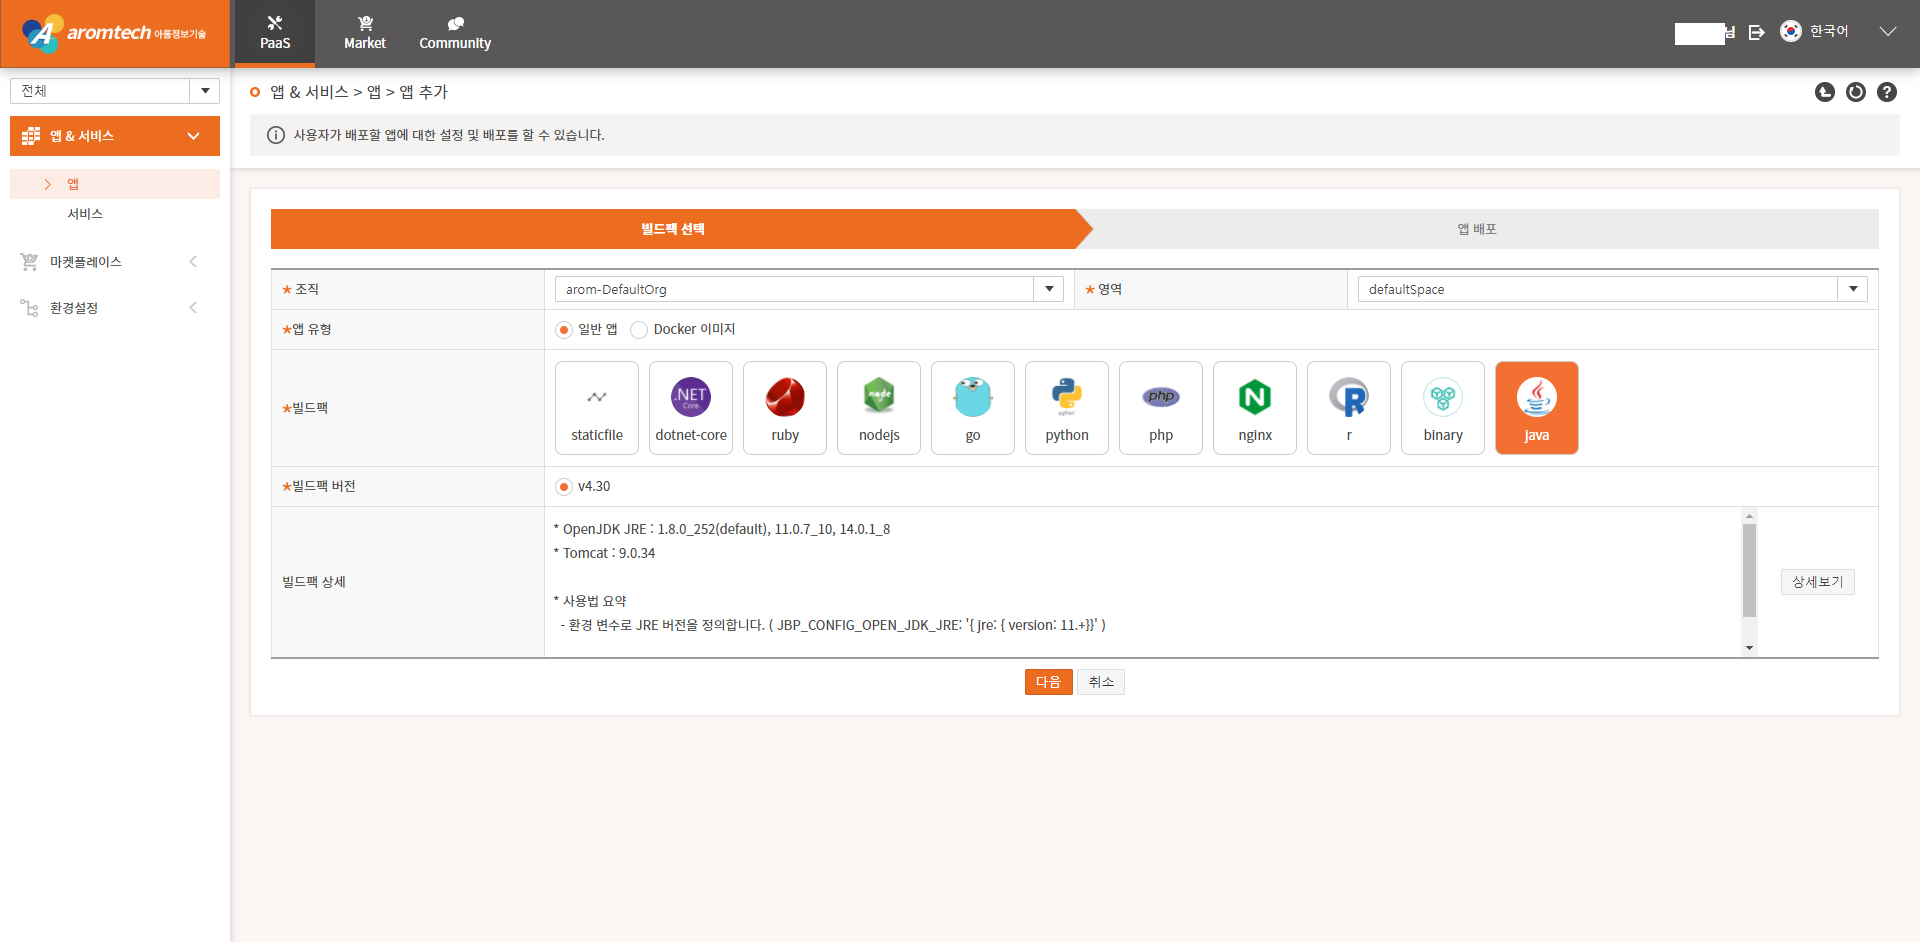 A aromtech 아롬정보기술
PaaS
Market
Community
님
한국어
전체
앱 & 서비스
앱
서비스
마켓플레이스
환경설정
앱 & 서비스 > 앱 > 앱 추가
사용자가 배포할 앱에 대한 설정 및 배포를 할 수 있습니다.
빌드팩 선택
앱 배포
* 조직
arom-DefaultOrg
* 영역
defaultSpace
*앱 유형
일반 앱
Docker 이미지
*빌드팩
staticfile
.NET
Core
dotnet-core
ruby
node
nodejs
go
python
python
php
php
N
nginx
R
r
binary
Java
java
*빌드팩 버전
v4.30
빌드팩 상세
* OpenJDK JRE : 1.8.0_252(default), 11.0.7_10, 14.0.1_8
* Tomcat : 9.0.34
* 사용법 요약
- 환경 변수로 JRE 버전을 정의합니다. ( JBP_CONFIG_OPEN_JDK_JRE: '{ jre: { version: 11.+}}' )
상세보기
다음
취소